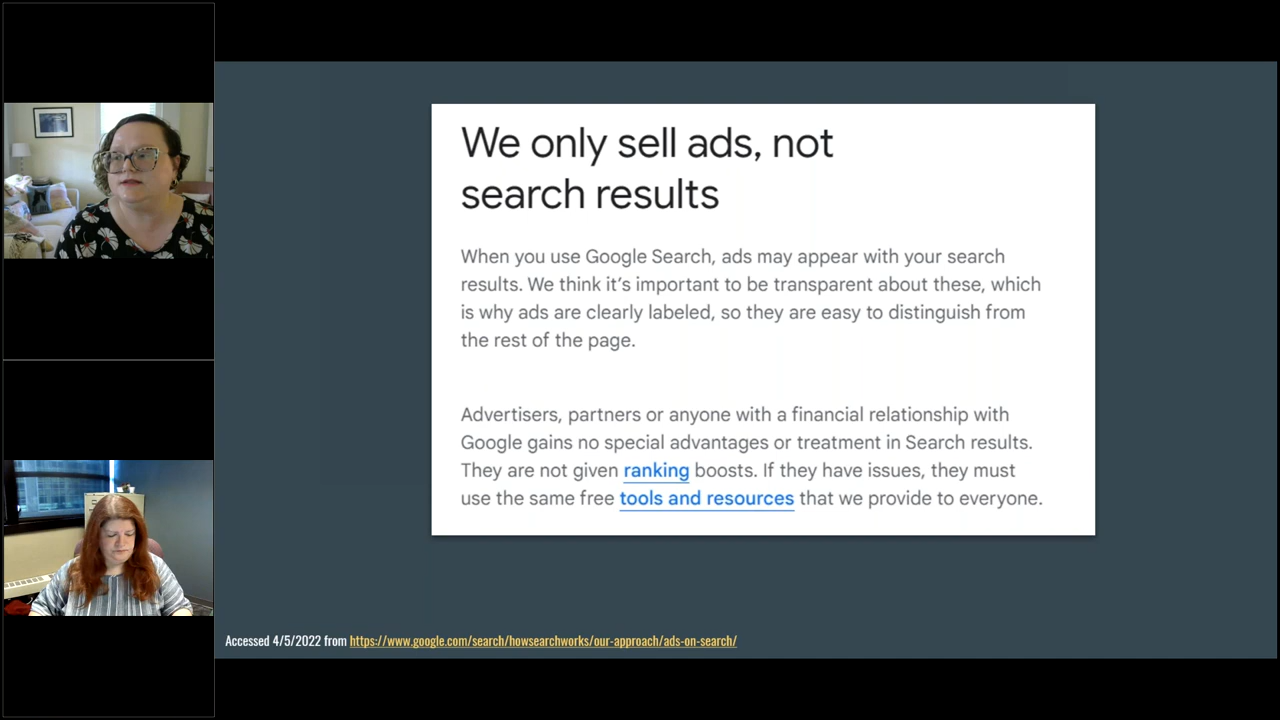 We only sell ads, not
search results
When you use Google Search, ads may appear with your search
results. We think it’s important to be transparent about these, which
is why ads are clearly labeled, so they are easy to distinguish from
the rest of the page.
Advertisers, partners or anyone with a financial relationship with
Google gains no special advantages or treatment in Search results.
They are not given ranking boosts. If they have issues, they must
use the same free tools and resources that we provide to everyone.
Accessed 4/5/2022 from https://www.google.com/search/howsearchworks/our-approach/ads-on-search/